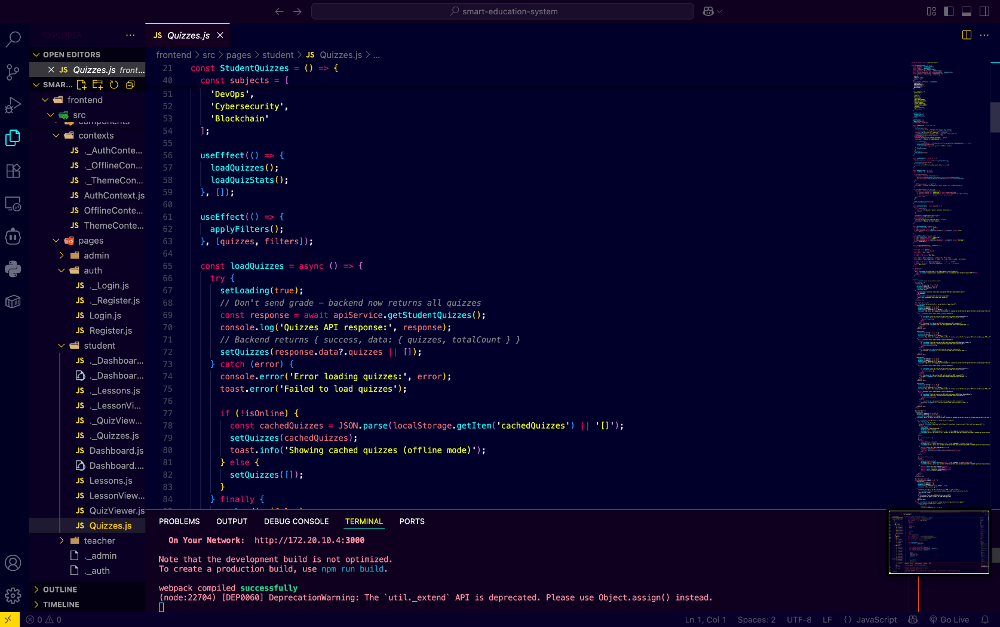 smart-education-system
EXPLORER
JS Quizzes.js
OPEN EDITORS
JS Quizzes.js front...
SMAR...
frontend
src
components
contexts
JS ._AuthConte...
JS ._OfflineCon...
JS ._ThemeCon...
JS AuthContext.js
JS OfflineConte...
JS ThemeConte...
pages
admin
auth
JS ._Login.js
JS ._Register.js
JS Login.js
JS Register.js
student
JS ._Dashboar...
._Dashboar...
JS ._Lessons.js
JS ._LessonVi...
JS ._QuizView...
JS ._Quizzes.js
JS Dashboard.js
Dashboard....
JS Lessons.js
JS LessonView...
JS QuizViewer.js
JS Quizzes.js
teacher
._admin
._auth
OUTLINE
TIMELINE
frontend > src > pages > student > JS Quizzes.js > ...
21 const StudentQuizzes = () => {
40 const subjects = [
51 'DevOps',
52 'Cybersecurity',
53 'Blockchain'
54 ];
55
56 useEffect(() => {
57 loadQuizzes();
58 loadQuizStats();
59 }, []);
60
61 useEffect(() => {
62 applyFilters();
63 }, [quizzes, filters]);
64
65 const loadQuizzes = async () => {
66 try {
67 setLoading(true);
68 // Don't send grade – backend now returns all quizzes
69 const response = await apiService.getStudentQuizzes();
70 console.log('Quizzes API response:', response);
71 // Backend returns { success, data: { quizzes, totalCount } }
72 setQuizzes(response.data?.quizzes || []);
73 } catch (error) {
74 console.error('Error loading quizzes:', error);
75 toast.error('Failed to load quizzes');
76
77 if (!isOnline) {
78 const cachedQuizzes = JSON.parse(localStorage.getItem('cachedQuizzes') || '[]');
79 setQuizzes(cachedQuizzes);
80 toast.info('Showing cached quizzes (offline mode)');
81 } else {
82 setQuizzes([]);
83 }
84 } finally {
PROBLEMS OUTPUT DEBUG CONSOLE TERMINAL PORTS
On Your Network: http://172.20.10.4:3000
Note that the development build is not optimized.
To create a production build, use npm run build.
webpack compiled successfully
(node:22704) [DEP0060] DeprecationWarning: The `util._extend` API is deprecated. Please use Object.assign() instead.
0 0 Ln 1, Col 1 Spaces: 2 UTF-8 LF {} JavaScript Go Live